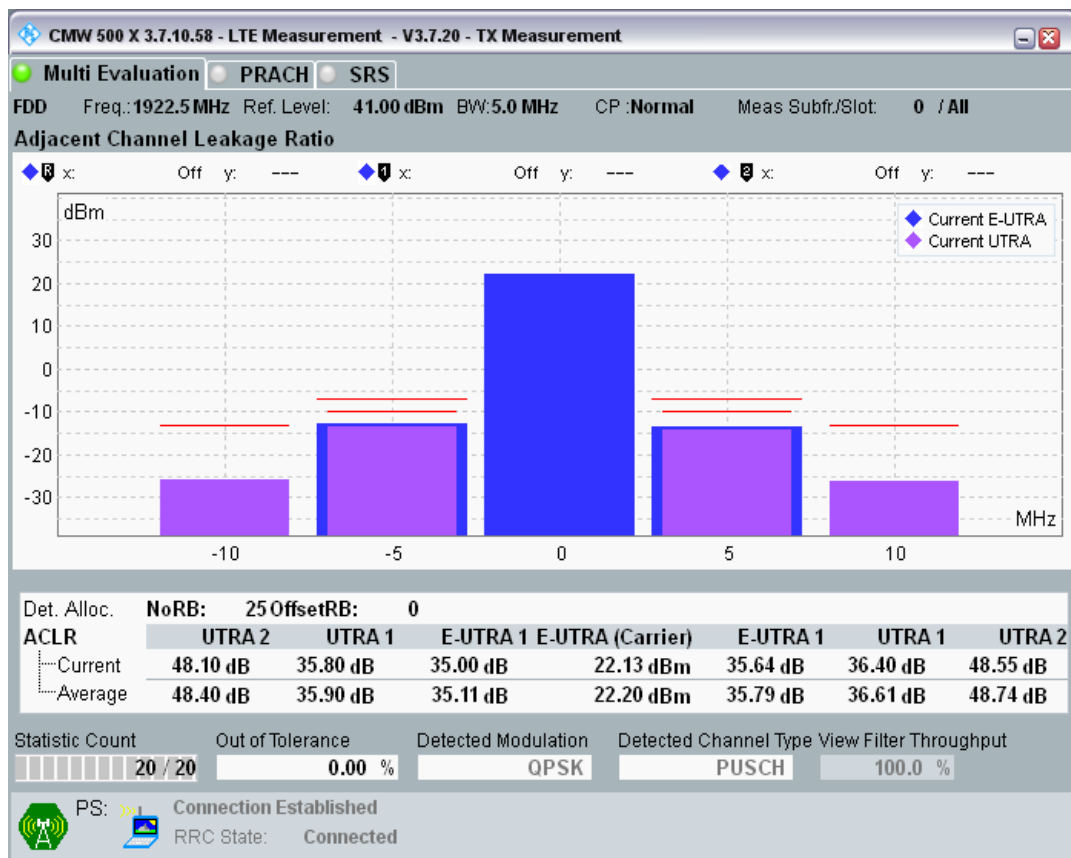 CMW 500 X 3.7.10.58 - LTE Measurement - V3.7.20 - TX Measurement
Multi Evaluation PRACH SRS
FDD Freq.: 1922.5 MHz Ref. Level: 41.00 dBm BW: 5.0 MHz CP : Normal Meas Subfr./Slot: 0 / All
Adjacent Channel Leakage Ratio
R x: Off y: --- 1 x: Off y: --- 2 x: Off y: ---
dBm
Current E-UTRA
Current UTRA
30
20
10
0
-10
-20
-30
MHz
-10 -5 0 5 10
Det. Alloc. NoRB: 25 OffsetRB: 0
ACLR UTRA 2 UTRA 1 E-UTRA 1 E-UTRA (Carrier) E-UTRA 1 UTRA 1 UTRA 2
Current 48.10 dB 35.80 dB 35.00 dB 22.13 dBm 35.64 dB 36.40 dB 48.55 dB
Average 48.40 dB 35.90 dB 35.11 dB 22.20 dBm 35.79 dB 36.61 dB 48.74 dB
Statistic Count Out of Tolerance Detected Modulation Detected Channel Type View Filter Throughput
20 / 20 0.00 % QPSK PUSCH 100.0 %
PS: Connection Established
RRC State: Connected